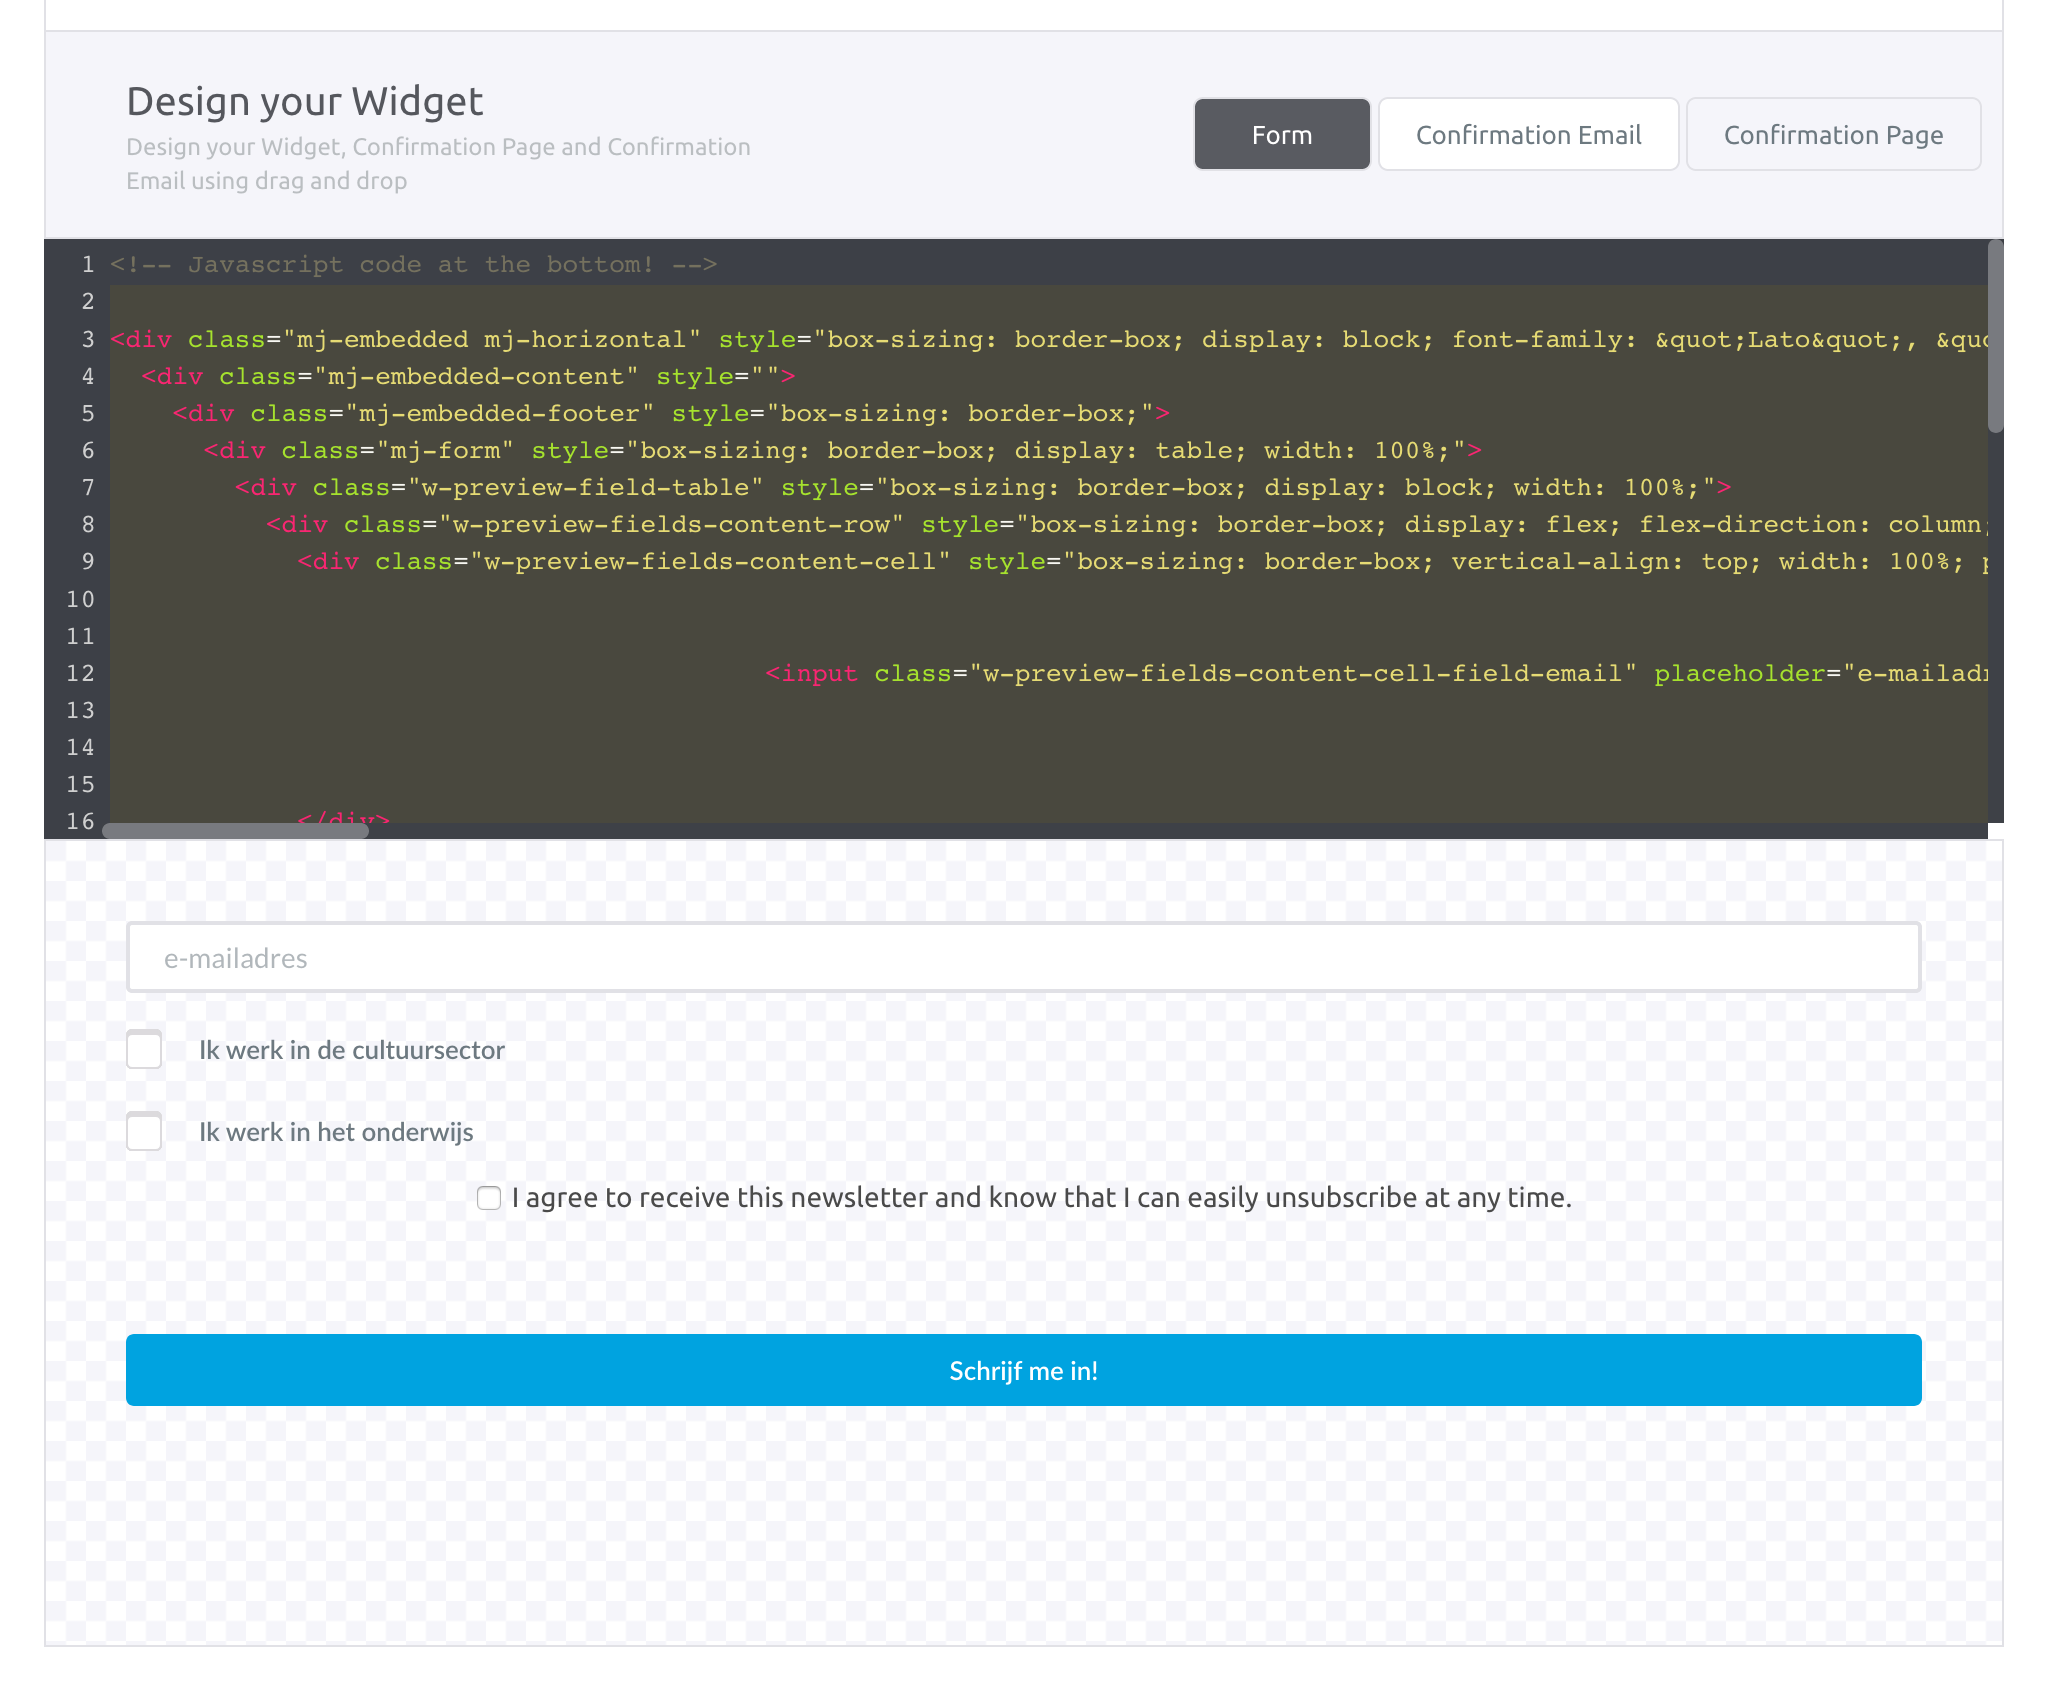 Design your Widget
Design your Widget, Confirmation Page and Confirmation
Email using drag and drop
Form
Confirmation Email
Confirmation Page
1 <!-- Javascript code at the bottom! -->
2
3 <div class="mj-embedded mj-horizontal" style="box-sizing: border-box; display: block; font-family: &quot;Lato&quot;, &quo
4 <div class="mj-embedded-content" style="">
5 <div class="mj-embedded-footer" style="box-sizing: border-box;">
6 <div class="mj-form" style="box-sizing: border-box; display: table; width: 100%;">
7 <div class="w-preview-field-table" style="box-sizing: border-box; display: block; width: 100%;">
8 <div class="w-preview-fields-content-row" style="box-sizing: border-box; display: flex; flex-direction: column;
9 <div class="w-preview-fields-content-cell" style="box-sizing: border-box; vertical-align: top; width: 100%; p
10
11
12 <input class="w-preview-fields-content-cell-field-email" placeholder="e-mailadr
13
14
15
16 </div>
e-mailadres
Ik werk in de cultuursector
Ik werk in het onderwijs
I agree to receive this newsletter and know that I can easily unsubscribe at any time.
Schrijf me in!